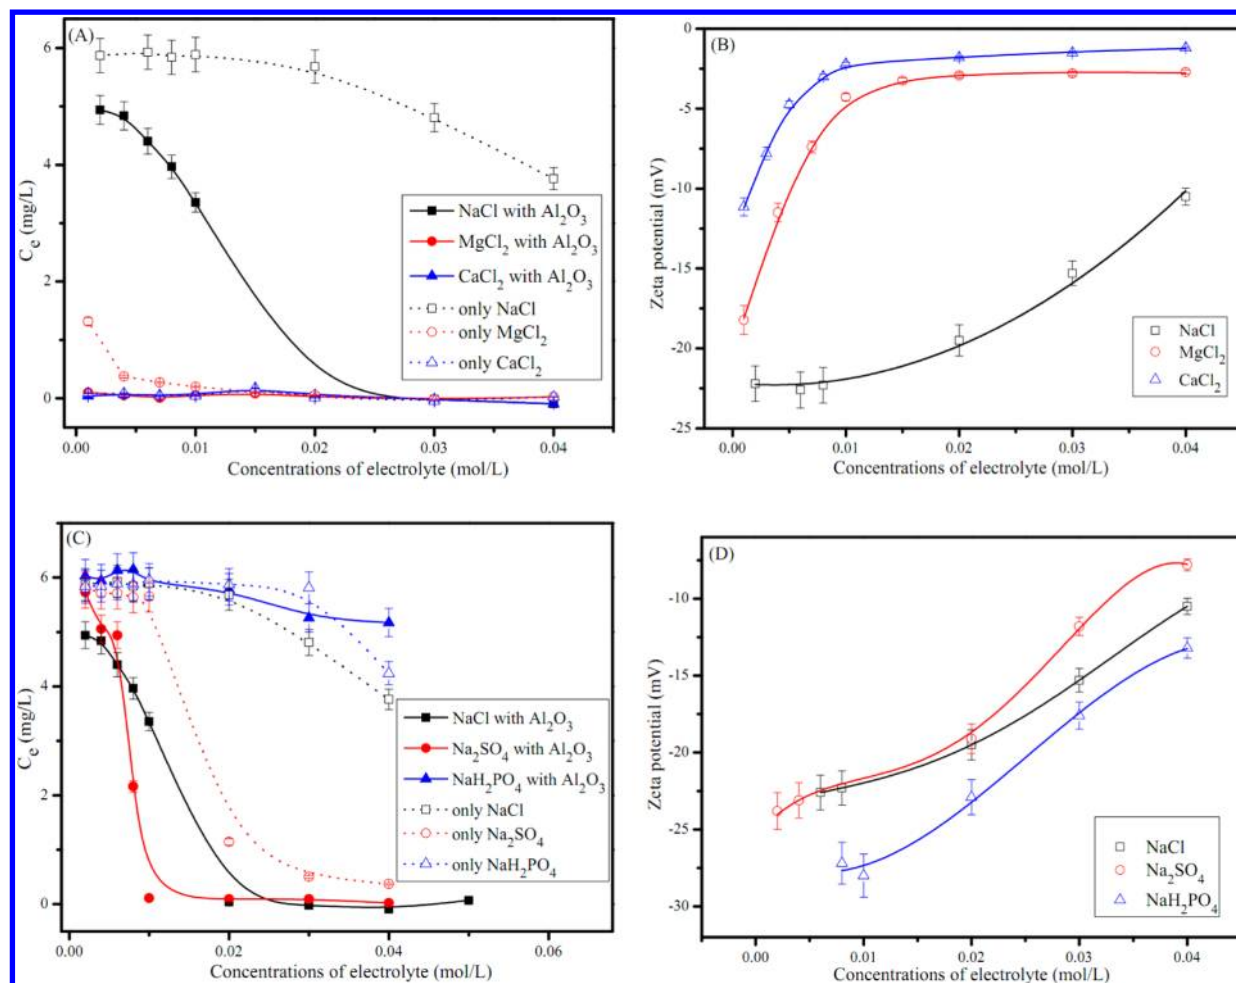 (A)
6
4
2
0
C_e (mg/L)
NaCl with Al₂O₃
MgCl₂ with Al₂O₃
CaCl₂ with Al₂O₃
only NaCl
only MgCl₂
only CaCl₂
0.00 0.01 0.02 0.03 0.04
Concentrations of electrolyte (mol/L)
(B)
0
-5
-10
-15
-20
-25
Zeta potential (mV)
NaCl
MgCl₂
CaCl₂
0.00 0.01 0.02 0.03 0.04
Concentrations of electrolyte (mol/L)
(C)
6
4
2
0
C_e (mg/L)
NaCl with Al₂O₃
Na₂SO₄ with Al₂O₃
NaH₂PO₄ with Al₂O₃
only NaCl
only Na₂SO₄
only NaH₂PO₄
0.00 0.02 0.04 0.06
Concentrations of electrolyte (mol/L)
(D)
-10
-15
-20
-25
-30
Zeta potential (mV)
NaCl
Na₂SO₄
NaH₂PO₄
0.00 0.01 0.02 0.03 0.04
Concentrations of electrolyte (mol/L)